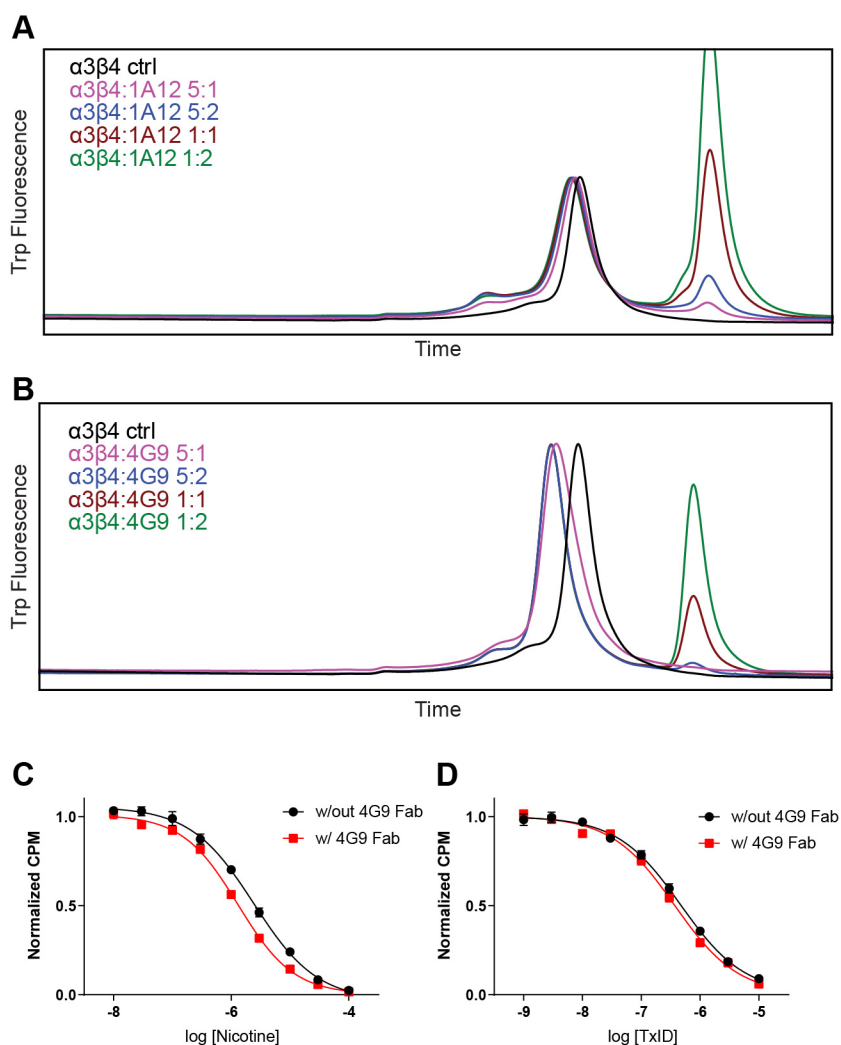 A
α3β4 ctrl
α3β4:1A12 5:1
α3β4:1A12 5:2
α3β4:1A12 1:1
α3β4:1A12 1:2
Trp Fluorescence
Time
B
α3β4 ctrl
α3β4:4G9 5:1
α3β4:4G9 5:2
α3β4:4G9 1:1
α3β4:4G9 1:2
Trp Fluorescence
Time
C
w/out 4G9 Fab
w/ 4G9 Fab
Normalized CPM
1.0
0.5
0.0
-8
-6
-4
log [Nicotine]
D
w/out 4G9 Fab
w/ 4G9 Fab
Normalized CPM
1.0
0.5
0.0
-9
-8
-7
-6
-5
log [TxID]